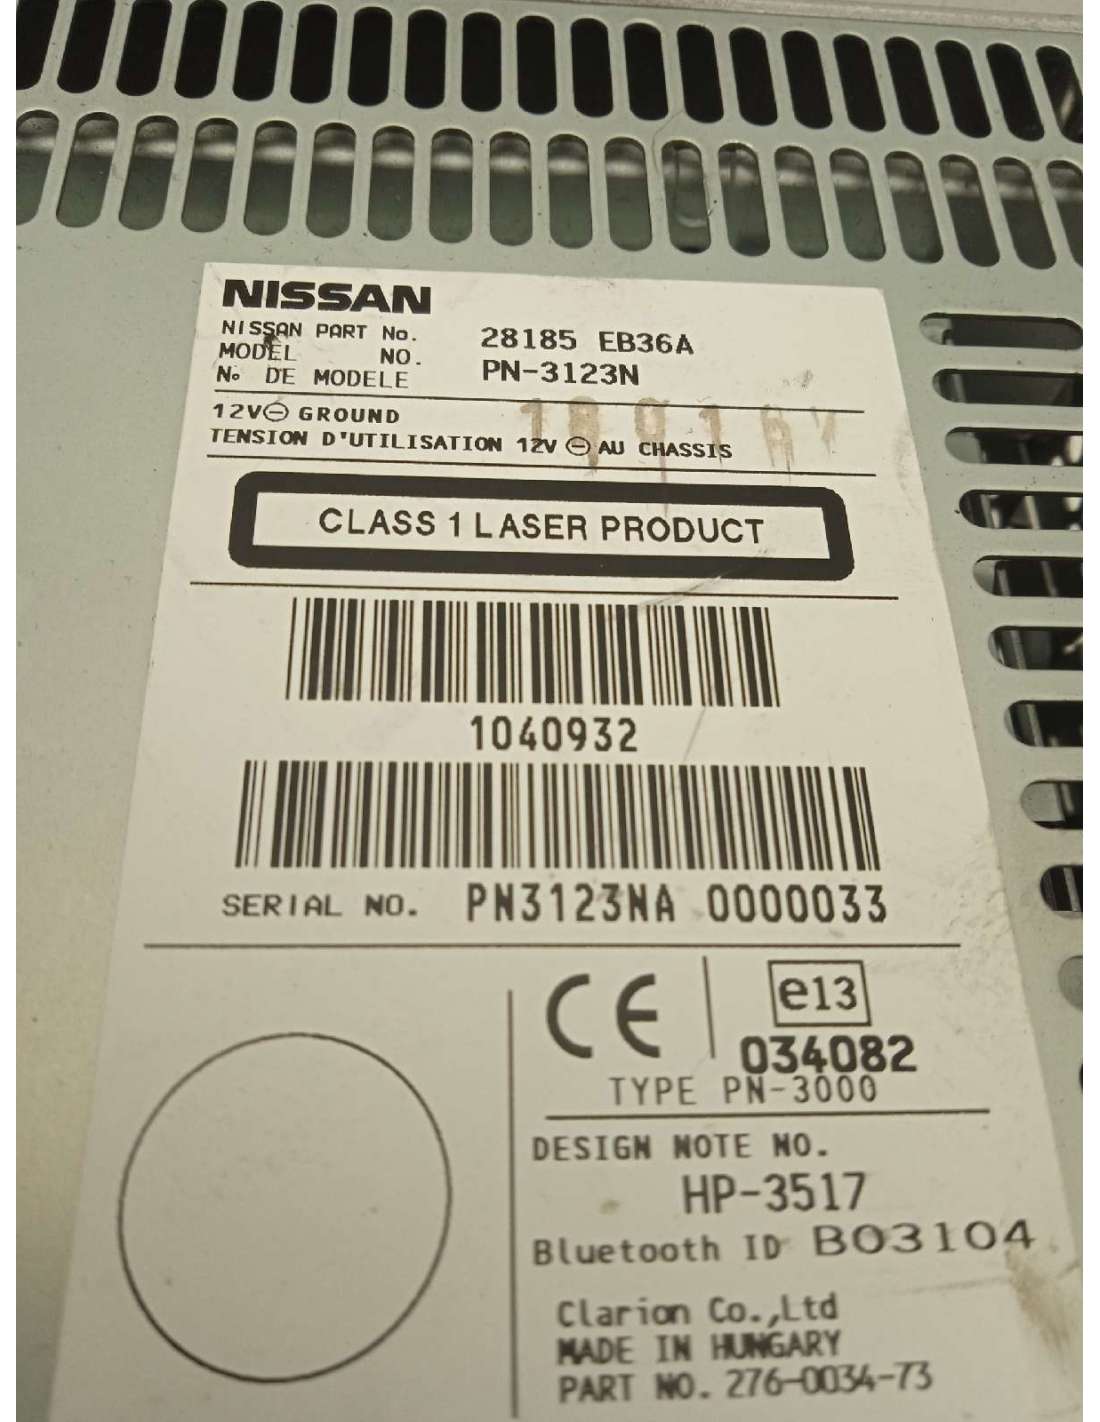 NISSAN
NISSAN PART No. 28185 EB36A
MODEL NO. PN-3123N
No DE MODELE
12V⊖ GROUND
TENSION D'UTILISATION 12V ⊖ AU CHASSIS
CLASS 1 LASER PRODUCT
1040932
SERIAL NO. PN3123NA 0000033
CE e13
034082
TYPE PN-3000
DESIGN NOTE NO.
HP-3517
Bluetooth ID B03104
Clarion Co.,Ltd
MADE IN HUNGARY
PART NO. 276-0034-73